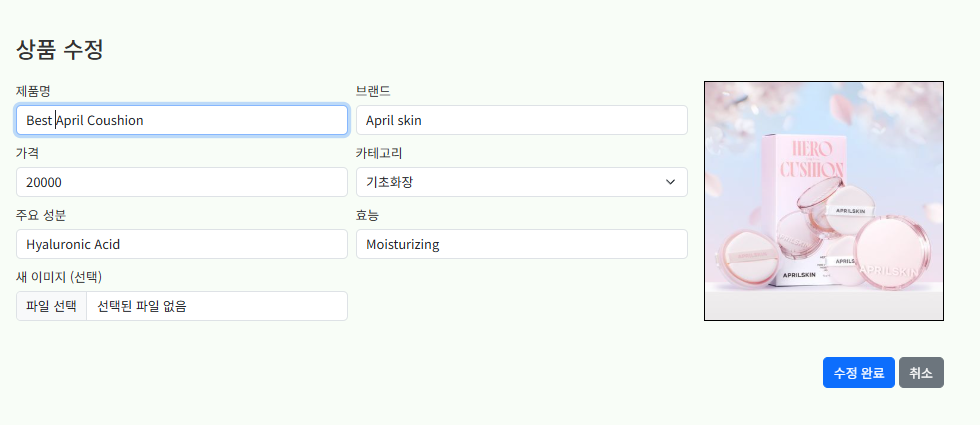 상품 수정
제품명
브랜드
Best April Coushion
April skin
가격
카테고리
20000
기초화장
주요 성분
효능
Hyaluronic Acid
Moisturizing
새 이미지 (선택)
파일 선택 선택된 파일 없음
HERO
CUSHION
APRILSKIN
APRILS
APRILSKIN
APRILSKIN
수정 완료 취소